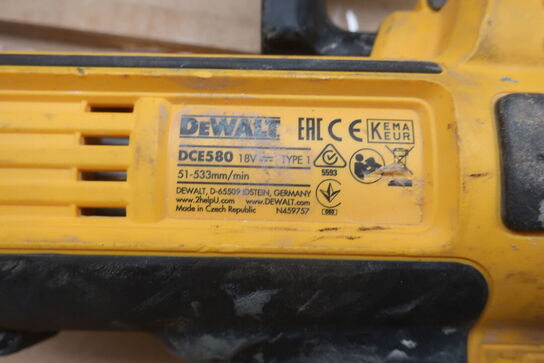 DEWALT
EAC CE KEMA KEUR
DCE580 18V TYPE 1
5593
51-533mm/min
DEWALT, D-65509 IDSTEIN, GERMANY
www.2helpU.com www.DEWALT.com
Made in Czech Republic N459757